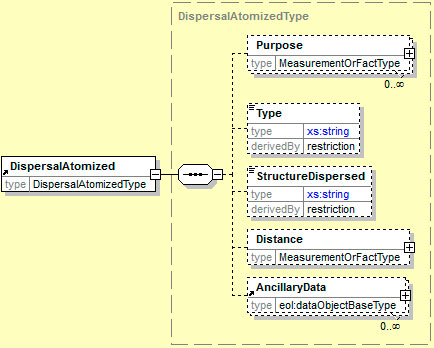 DispersalAtomizedType
Purpose
type MeasurementOrFactType
0..∞
Type
type xs:string
derivedBy restriction
DispersalAtomized
type DispersalAtomizedType
StructureDispersed
type xs:string
derivedBy restriction
Distance
type MeasurementOrFactType
AncillaryData
type eol:dataObjectBaseType
0..∞